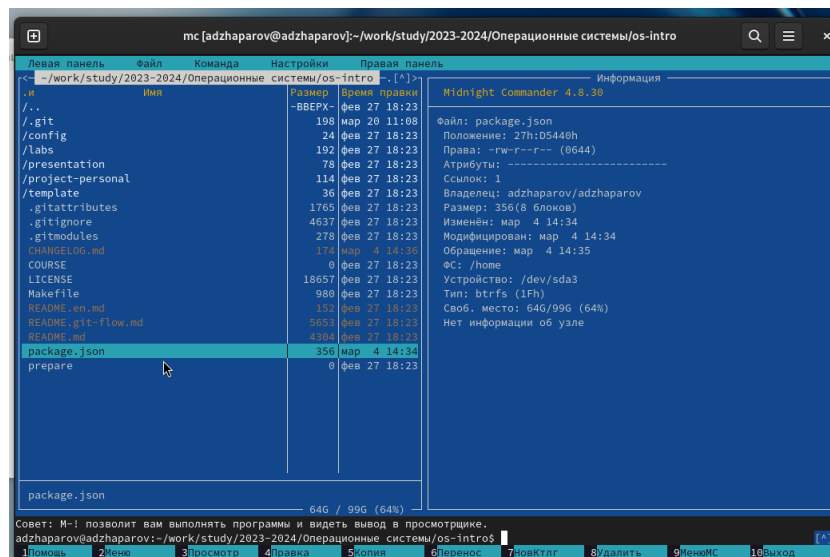 mc [adzhaparov@adzhaparov]:~/work/study/2023-2024/Операционные системы/os-intro
Левая панель Файл Команда Настройки Правая панель
<— ~/work/study/2023-2024/Операционные системы/os-intro —.[^]>
.и Имя Размер Время правки
/.. -ВВЕРХ- фев 27 18:23
/.git 198 мар 20 11:08
/config 24 фев 27 18:23
/labs 192 фев 27 18:23
/presentation 78 фев 27 18:23
/project-personal 114 фев 27 18:23
/template 36 фев 27 18:23
.gitattributes 1765 фев 27 18:23
.gitignore 4637 фев 27 18:23
.gitmodules 278 фев 27 18:23
CHANGELOG.md 174 мар 4 14:36
COURSE 0 фев 27 18:23
LICENSE 18657 фев 27 18:23
Makefile 980 фев 27 18:23
README.en.md 152 фев 27 18:23
README.git-flow.md 5653 фев 27 18:23
README.md 4304 фев 27 18:23
package.json 356 мар 4 14:34
prepare 0 фев 27 18:23
package.json
64G / 99G (64%)
Информация
Midnight Commander 4.8.30
Файл: package.json
Положение: 27h:D5440h
Права: -rw-r--r-- (0644)
Атрибуты: -------------------------
Ссылок: 1
Владелец: adzhaparov/adzhaparov
Размер: 356(8 блоков)
Изменён: мар 4 14:34
Модифицирован: мар 4 14:34
Обращение: мар 4 14:35
ФС: /home
Устройство: /dev/sda3
Тип: btrfs (1Fh)
Своб. место: 64G/99G (64%)
Нет информации об узле
Совет: M-! позволит вам выполнять программы и видеть вывод в просмотрщике.
adzhaparov@adzhaparov:~/work/study/2023-2024/Операционные системы/os-intro$ [^]
1Помощь 2Меню 3Просмотр 4Правка 5Копия 6Перенос 7НовКтлг 8Удалить 9МенюМС 10Выход